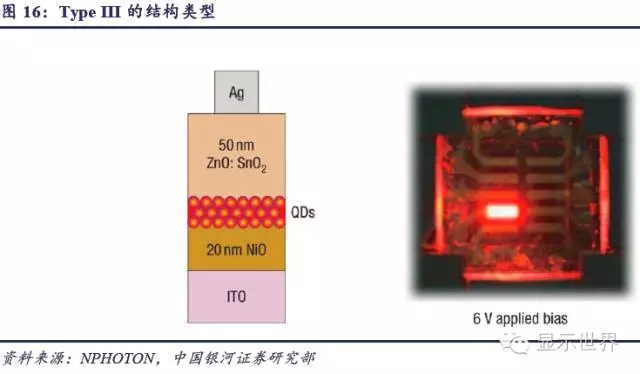 图 16：Type III 的结构类型
Ag
50 nm
ZnO: SnO₂
QDs
20 nm NiO
ITO
6 V applied bias
显示世界
资料来源：NPHOTON，中国银河证券研究部